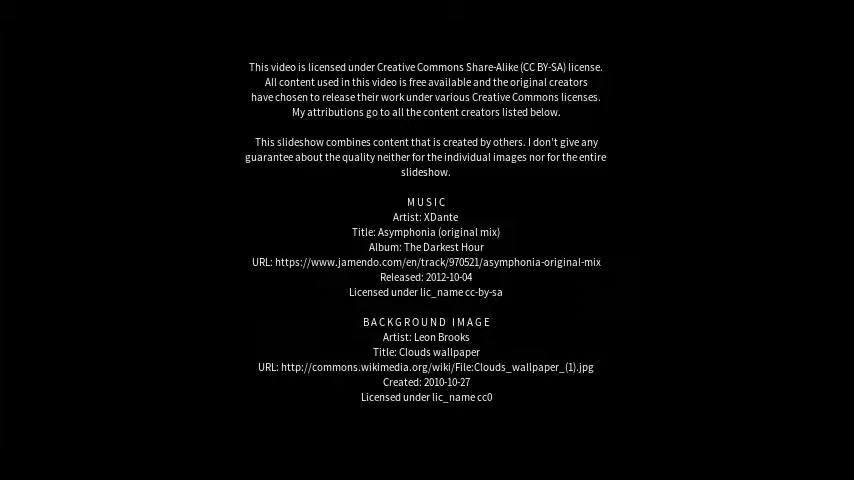 This video is licensed under Creative Commons Share-Alike (CC BY-SA) license.
All content used in this video is free available and the original creators
have chosen to release their work under various Creative Commons licenses.
My attributions go to all the content creators listed below.
This slideshow combines content that is created by others. I don't give any
guarantee about the quality neither for the individual images nor for the entire
slideshow.
MUSIC
Artist: XDante
Title: Asymphonia (original mix)
Album: The Darkest Hour
URL: https://www.jamendo.com/en/track/970521/asymphonia-original-mix
Released: 2012-10-04
Licensed under lic_name cc-by-sa
BACKGROUND IMAGE
Artist: Leon Brooks
Title: Clouds wallpaper
URL: http://commons.wikimedia.org/wiki/File:Clouds_wallpaper_(1).jpg
Created: 2010-10-27
Licensed under lic_name cc0